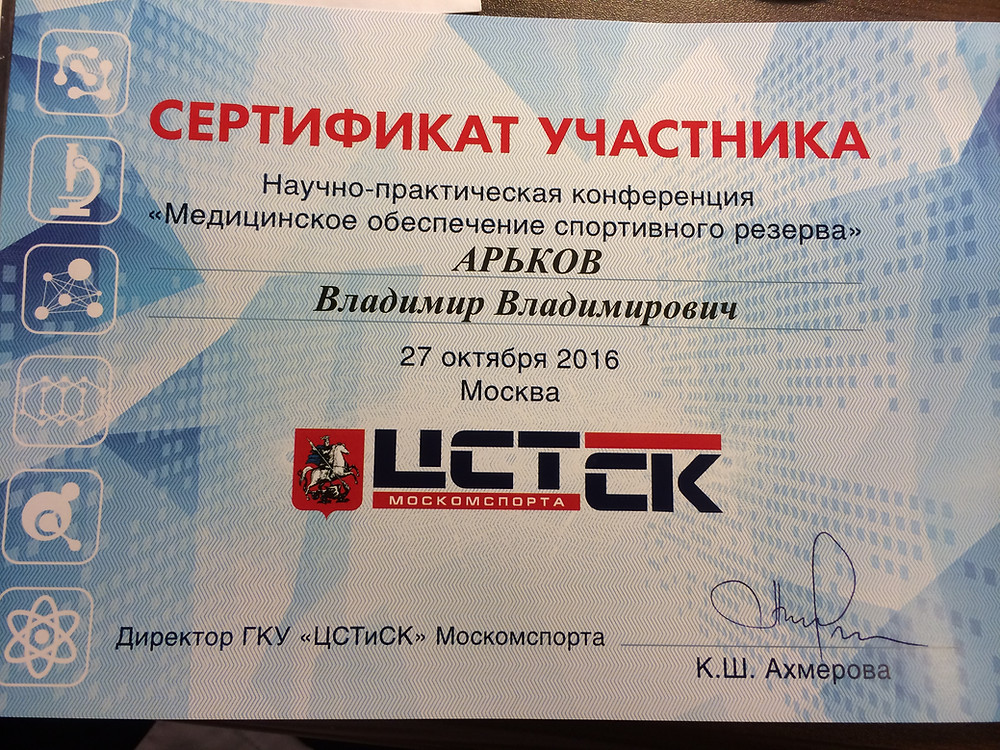 СЕРТИФИКАТ УЧАСТНИКА
Научно-практическая конференция
«Медицинское обеспечение спортивного резерва»
АРЬКОВ
Владимир Владимирович
27 октября 2016
Москва
ЦСТиСК
МОСКОМСПОРТА
Директор ГКУ «ЦСТиСК» Москомспорта
К.Ш. Ахмерова